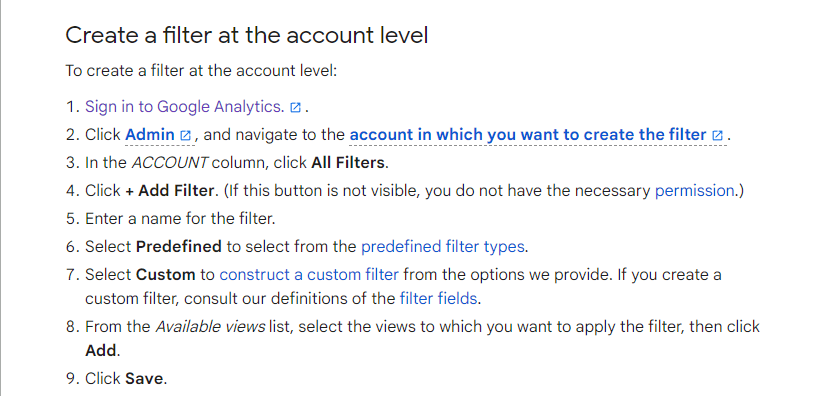 Create a filter at the account level
To create a filter at the account level:
1. Sign in to Google Analytics. .
2. Click Admin , and navigate to the account in which you want to create the filter .
3. In the ACCOUNT column, click All Filters.
4. Click + Add Filter. (If this button is not visible, you do not have the necessary permission.)
5. Enter a name for the filter.
6. Select Predefined to select from the predefined filter types.
7. Select Custom to construct a custom filter from the options we provide. If you create a
custom filter, consult our definitions of the filter fields.
8. From the Available views list, select the views to which you want to apply the filter, then click
Add.
9. Click Save.